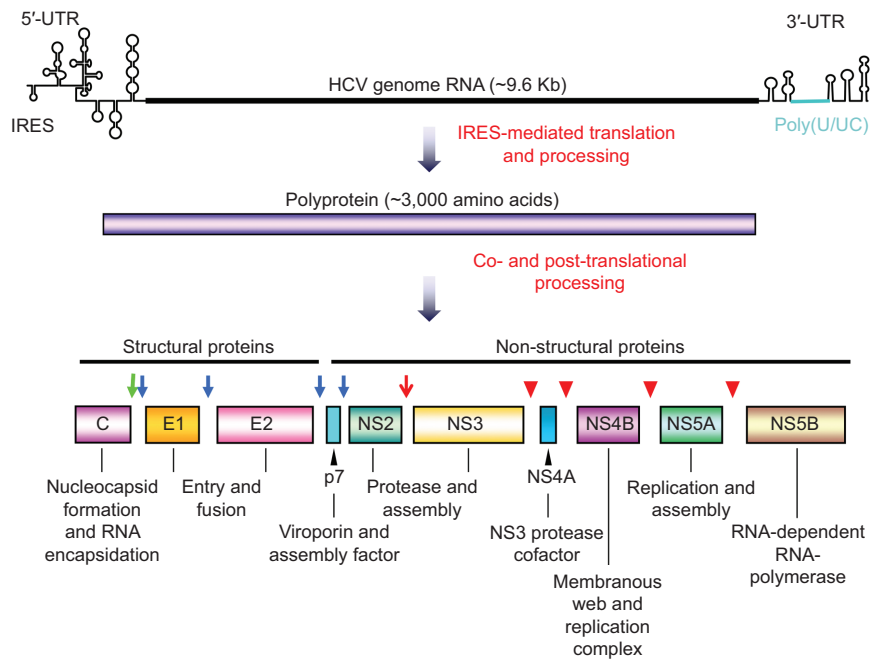 5′-UTR
3′-UTR
HCV genome RNA (~9.6 Kb)
IRES
Poly(U/UC)
IRES-mediated translation
and processing
Polyprotein (~3,000 amino acids)
Co- and post-translational
processing
Structural proteins
Non-structural proteins
C
E1
E2
NS2
NS3
NS4B
NS5A
NS5B
p7
NS4A
Nucleocapsid
formation
and RNA
encapsidation
Entry and
fusion
Viroporin and
assembly factor
Protease and
assembly
NS3 protease
cofactor
Membranous
web and
replication
complex
Replication and
assembly
RNA-dependent
RNA-
polymerase